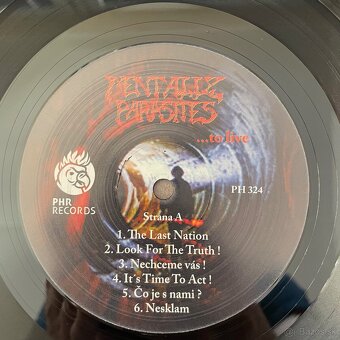 MENTALLY
PARASITES
...to live
PHR
RECORDS
PH 324
Strana A
1. The Last Nation
2. Look For The Truth !
3. Nechceme vás !
4. It´s Time To Act !
5. Čo je s nami ?
6. Nesklam